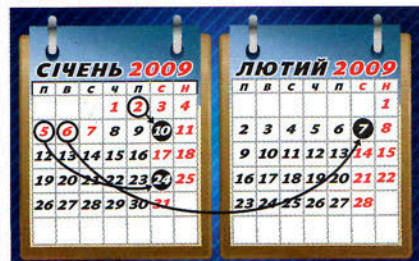 СІЧЕНЬ 2009
П В С Ч П С Н
1 2 3 4
5 6 7 8 9 10 11
12 13 14 15 16 17 18
19 20 21 22 23 24 25
26 27 28 29 30 31
ЛЮТИЙ 2009
П В С Ч П С Н
1
2 3 4 5 6 7 8
9 10 11 12 13 14 15
16 17 18 19 20 21 22
23 24 25 26 27 28